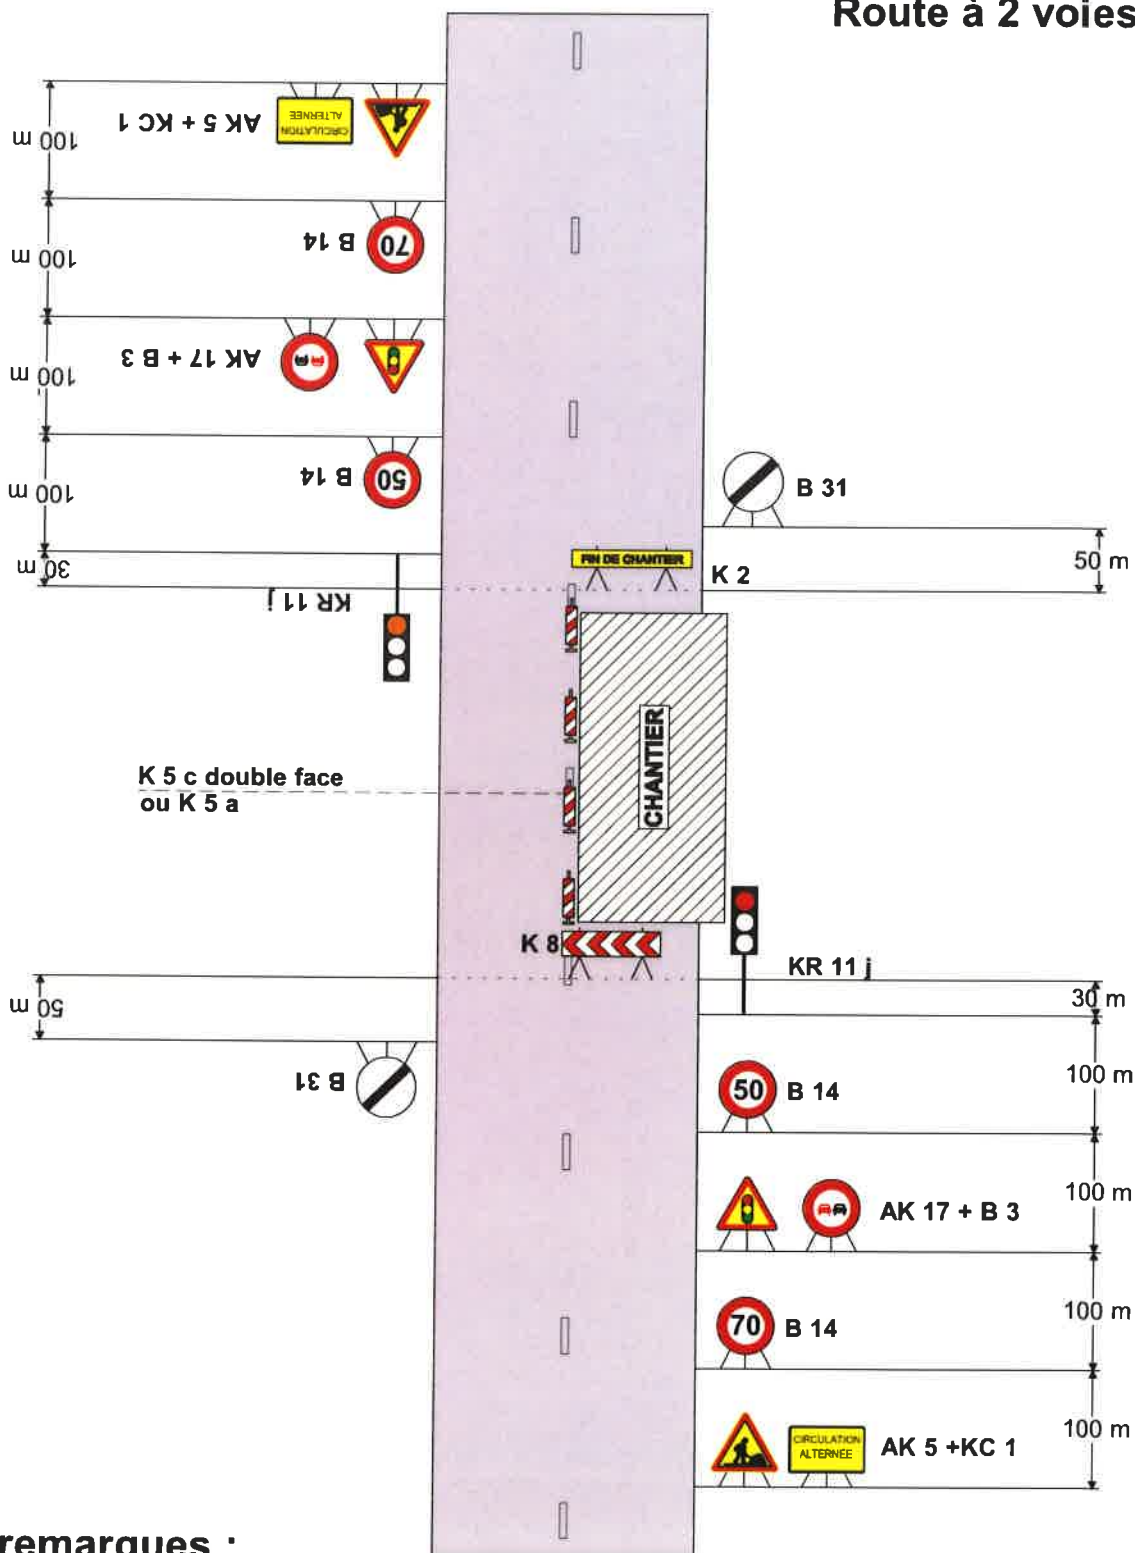 Route à 2 voies
100 m
AK 5 + KC 1
CIRCULATION
ALTERNÉE
100 m
B 14
70
100 m
AK 17 + B 3
100 m
B 14
50
B 31
30 m
FIN DE CHANTIER
K 2
50 m
KR 11 j
CHANTIER
K 5 c double face
ou K 5 a
K 8
KR 11 j
30 m
50 m
B 31
50
B 14
100 m
AK 17 + B 3
100 m
70
B 14
100 m
CIRCULATION
ALTERNÉE
AK 5 +KC 1
100 m
remarques :